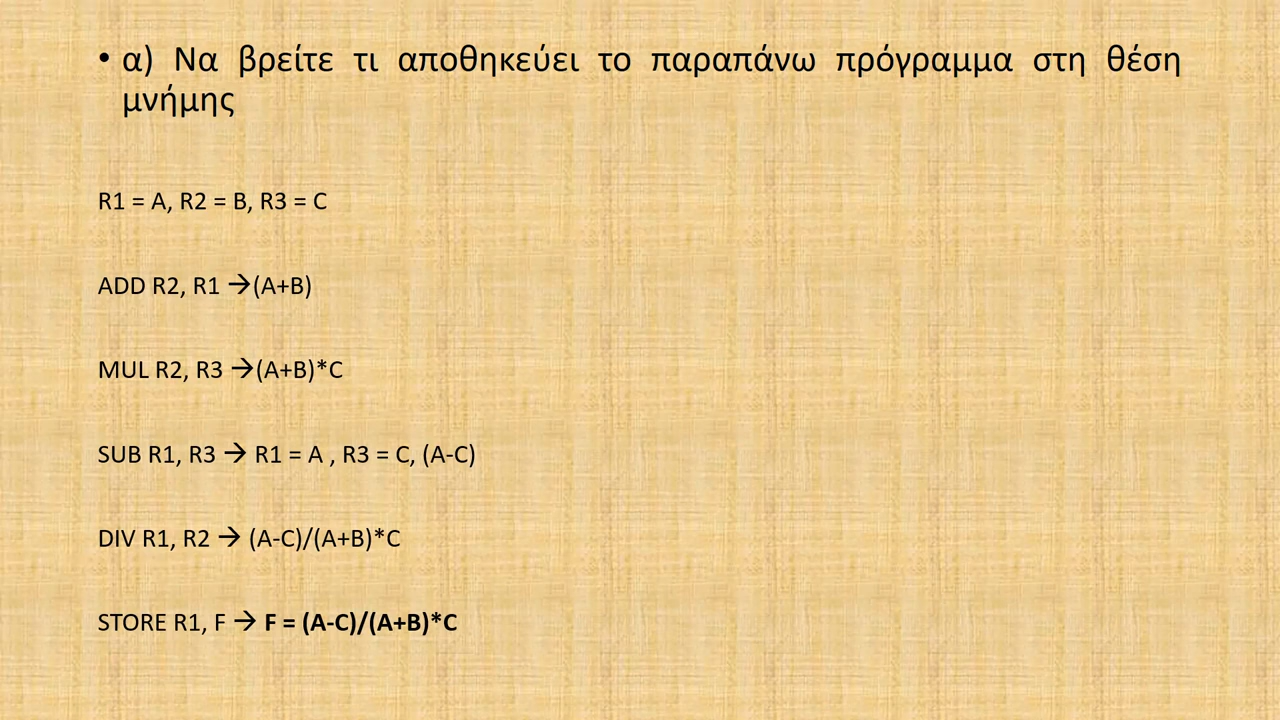 • α) Να βρείτε τι αποθηκεύει το παραπάνω πρόγραμμα στη θέση
μνήμης
R1 = A, R2 = B, R3 = C
ADD R2, R1 →(A+B)
MUL R2, R3 →(A+B)*C
SUB R1, R3 → R1 = A , R3 = C, (A-C)
DIV R1, R2 → (A-C)/(A+B)*C
STORE R1, F → F = (A-C)/(A+B)*C